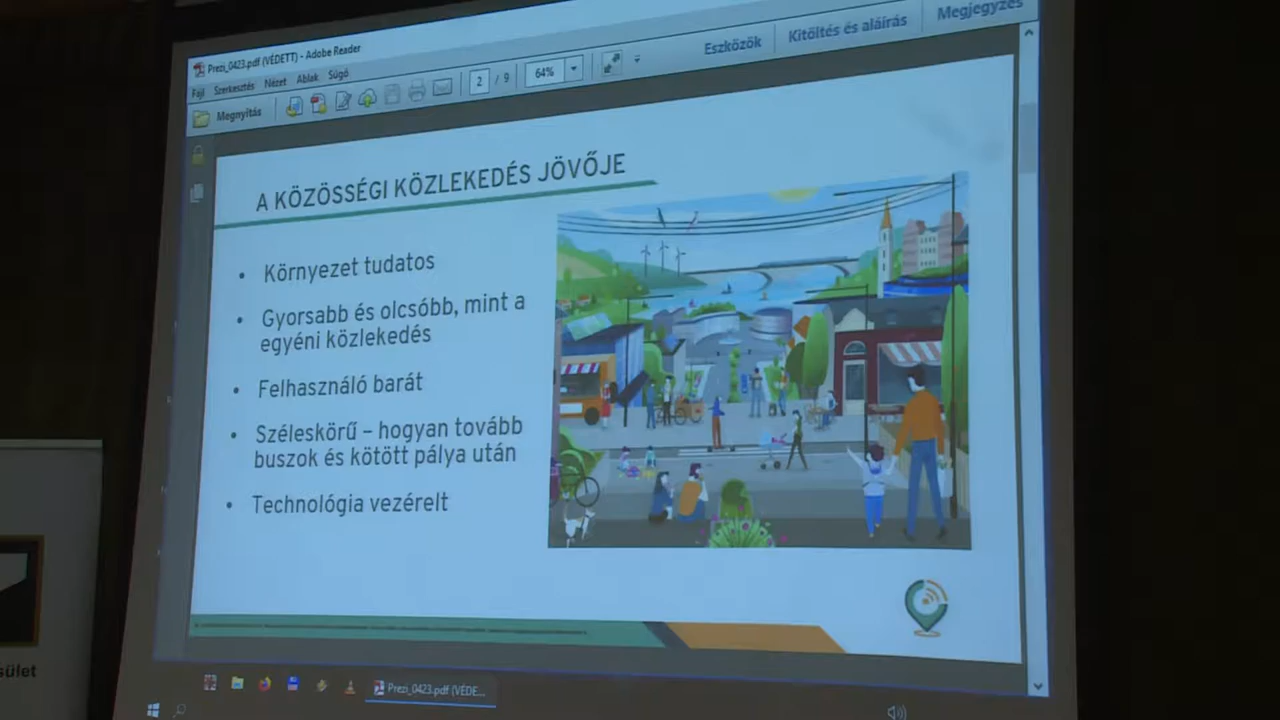 Prezi_0423.pdf (VÉDETT) - Adobe Reader
Fájl Szerkesztés Nézet Ablak Súgó
Megnyitás
2 / 9
64%
Eszközök
Kitöltés és aláírás
Megjegyzés
A KÖZÖSSÉGI KÖZLEKEDÉS JÖVŐJE
• Környezet tudatos
• Gyorsabb és olcsóbb, mint a
egyéni közlekedés
• Felhasználó barát
• Széleskörű – hogyan tovább
buszok és kötött pálya után
• Technológia vezérelt
sület
Prezi_0423.pdf (VÉDE...